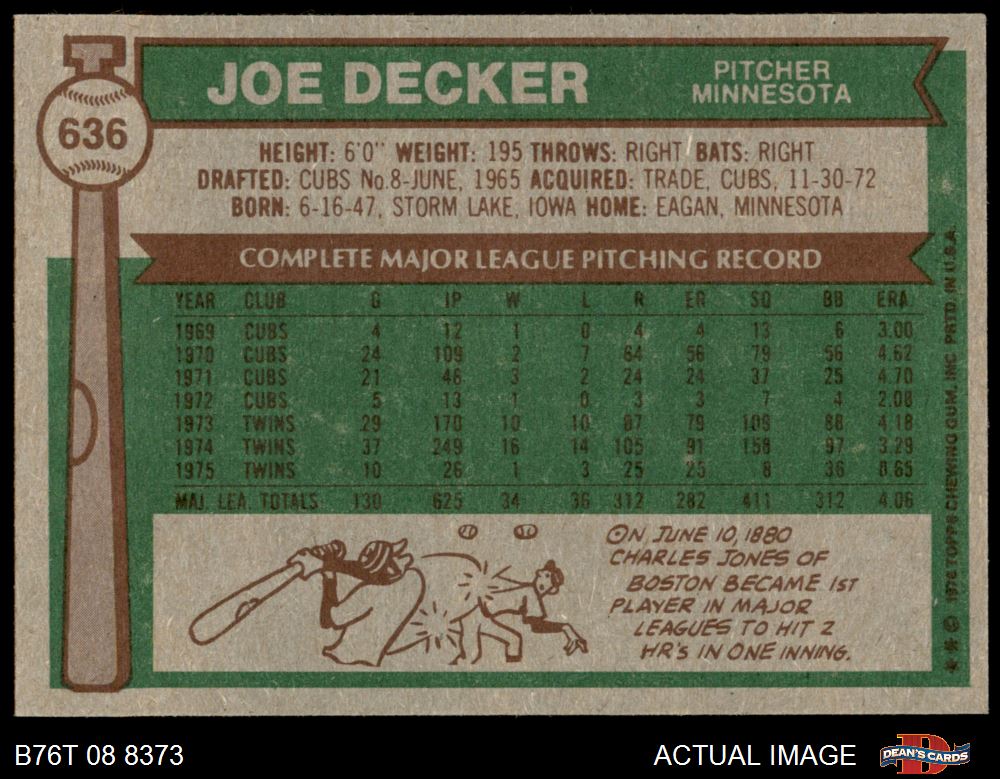 JOE DECKER
PITCHER
MINNESOTA
636
HEIGHT: 6'0" WEIGHT: 195 THROWS: RIGHT BATS: RIGHT
DRAFTED: CUBS No.8-JUNE, 1965 ACQUIRED: TRADE, CUBS, 11-30-72
BORN: 6-16-47, STORM LAKE, IOWA HOME: EAGAN, MINNESOTA
COMPLETE MAJOR LEAGUE PITCHING RECORD
YEAR CLUB G IP W L R ER SO BB ERA
1969 CUBS 4 12 1 0 4 4 13 6 3.00
1970 CUBS 24 109 2 7 64 56 79 56 4.62
1971 CUBS 21 46 3 2 24 24 37 25 4.70
1972 CUBS 5 13 1 0 3 3 7 4 2.08
1973 TWINS 29 170 10 10 87 79 109 88 4.18
1974 TWINS 37 249 16 14 105 91 158 97 3.29
1975 TWINS 10 26 1 3 25 25 8 36 8.65
MAJ. LEA. TOTALS 130 625 34 36 312 282 411 312 4.06
ON JUNE 10, 1880
CHARLES JONES OF
BOSTON BECAME 1ST
PLAYER IN MAJOR
LEAGUES TO HIT 2
HR's IN ONE INNING.
** © 1976 TOPPS CHEWING GUM, INC. PRTD. IN U.S.A.
B76T 08 8373
ACTUAL IMAGE
DEAN'S CARDS